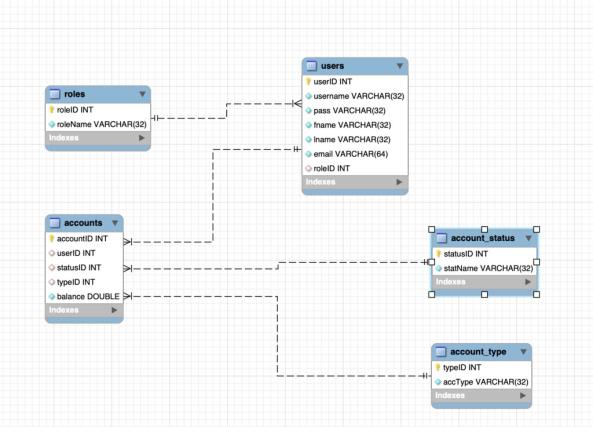 users
userID INT
username VARCHAR(32)
pass VARCHAR(32)
fname VARCHAR(32)
lname VARCHAR(32)
email VARCHAR(64)
roleID INT
Indexes
roles
roleID INT
roleName VARCHAR(32)
Indexes
accounts
accountID INT
userID INT
statusID INT
typeID INT
balance DOUBLE
Indexes
account_status
statusID INT
statName VARCHAR(32)
Indexes
account_type
typeID INT
accType VARCHAR(32)
Indexes